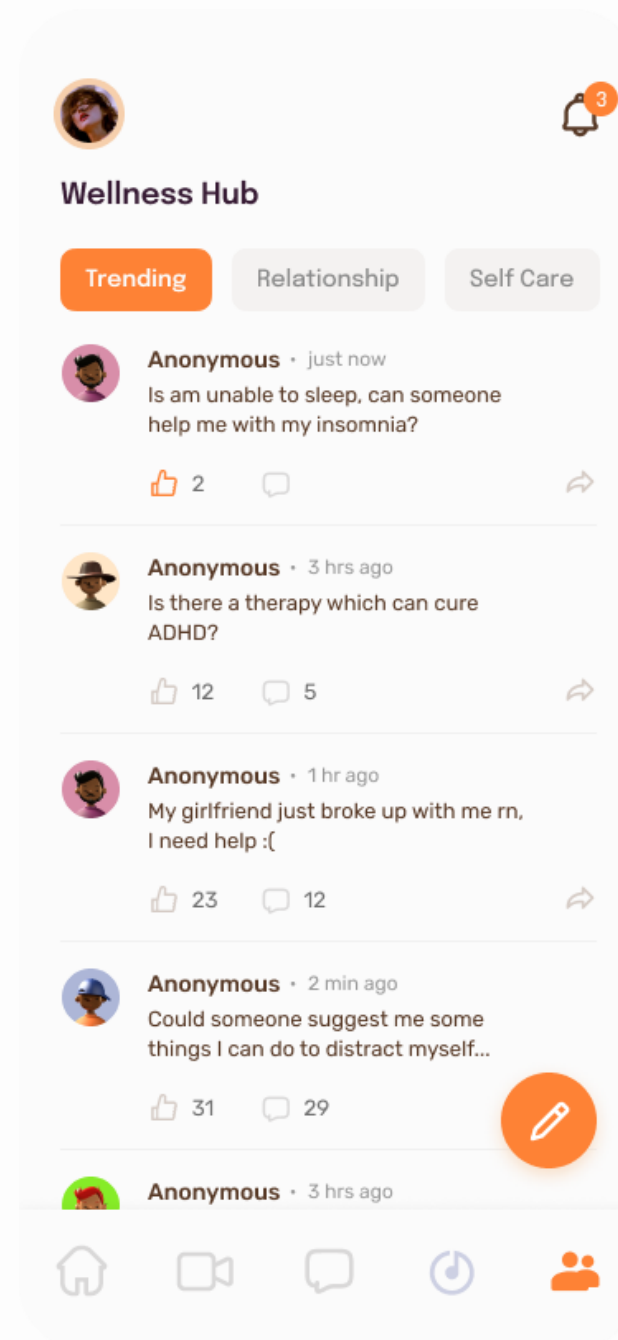 3
Wellness Hub
Trending
Relationship
Self Care
Anonymous • just now
Is am unable to sleep, can someone
help me with my insomnia?
2
Anonymous • 3 hrs ago
Is there a therapy which can cure
ADHD?
12 5
Anonymous • 1 hr ago
My girlfriend just broke up with me rn,
I need help :(
23 12
Anonymous • 2 min ago
Could someone suggest me some
things I can do to distract myself...
31 29
Anonymous • 3 hrs ago